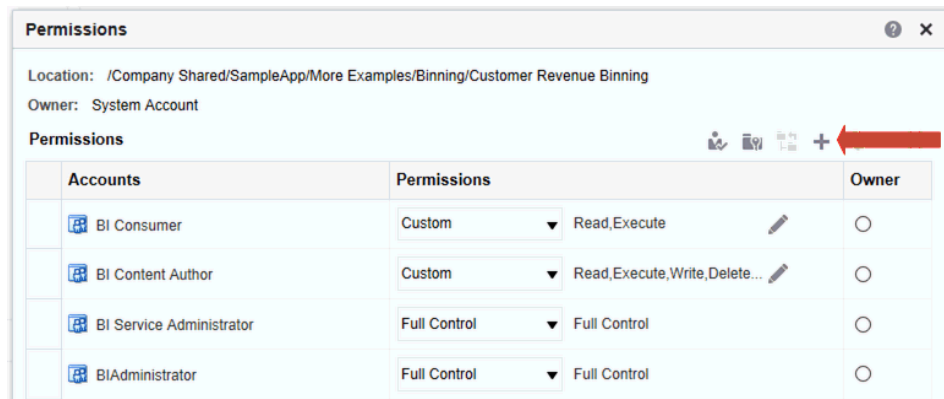 Permissions
Location: /Company Shared/SampleApp/More Examples/Binning/Customer Revenue Binning
Owner: System Account
Permissions
Accounts Permissions Owner
BI Consumer Custom Read,Execute
BI Content Author Custom Read,Execute,Write,Delete...
BI Service Administrator Full Control Full Control
BIAdministrator Full Control Full Control